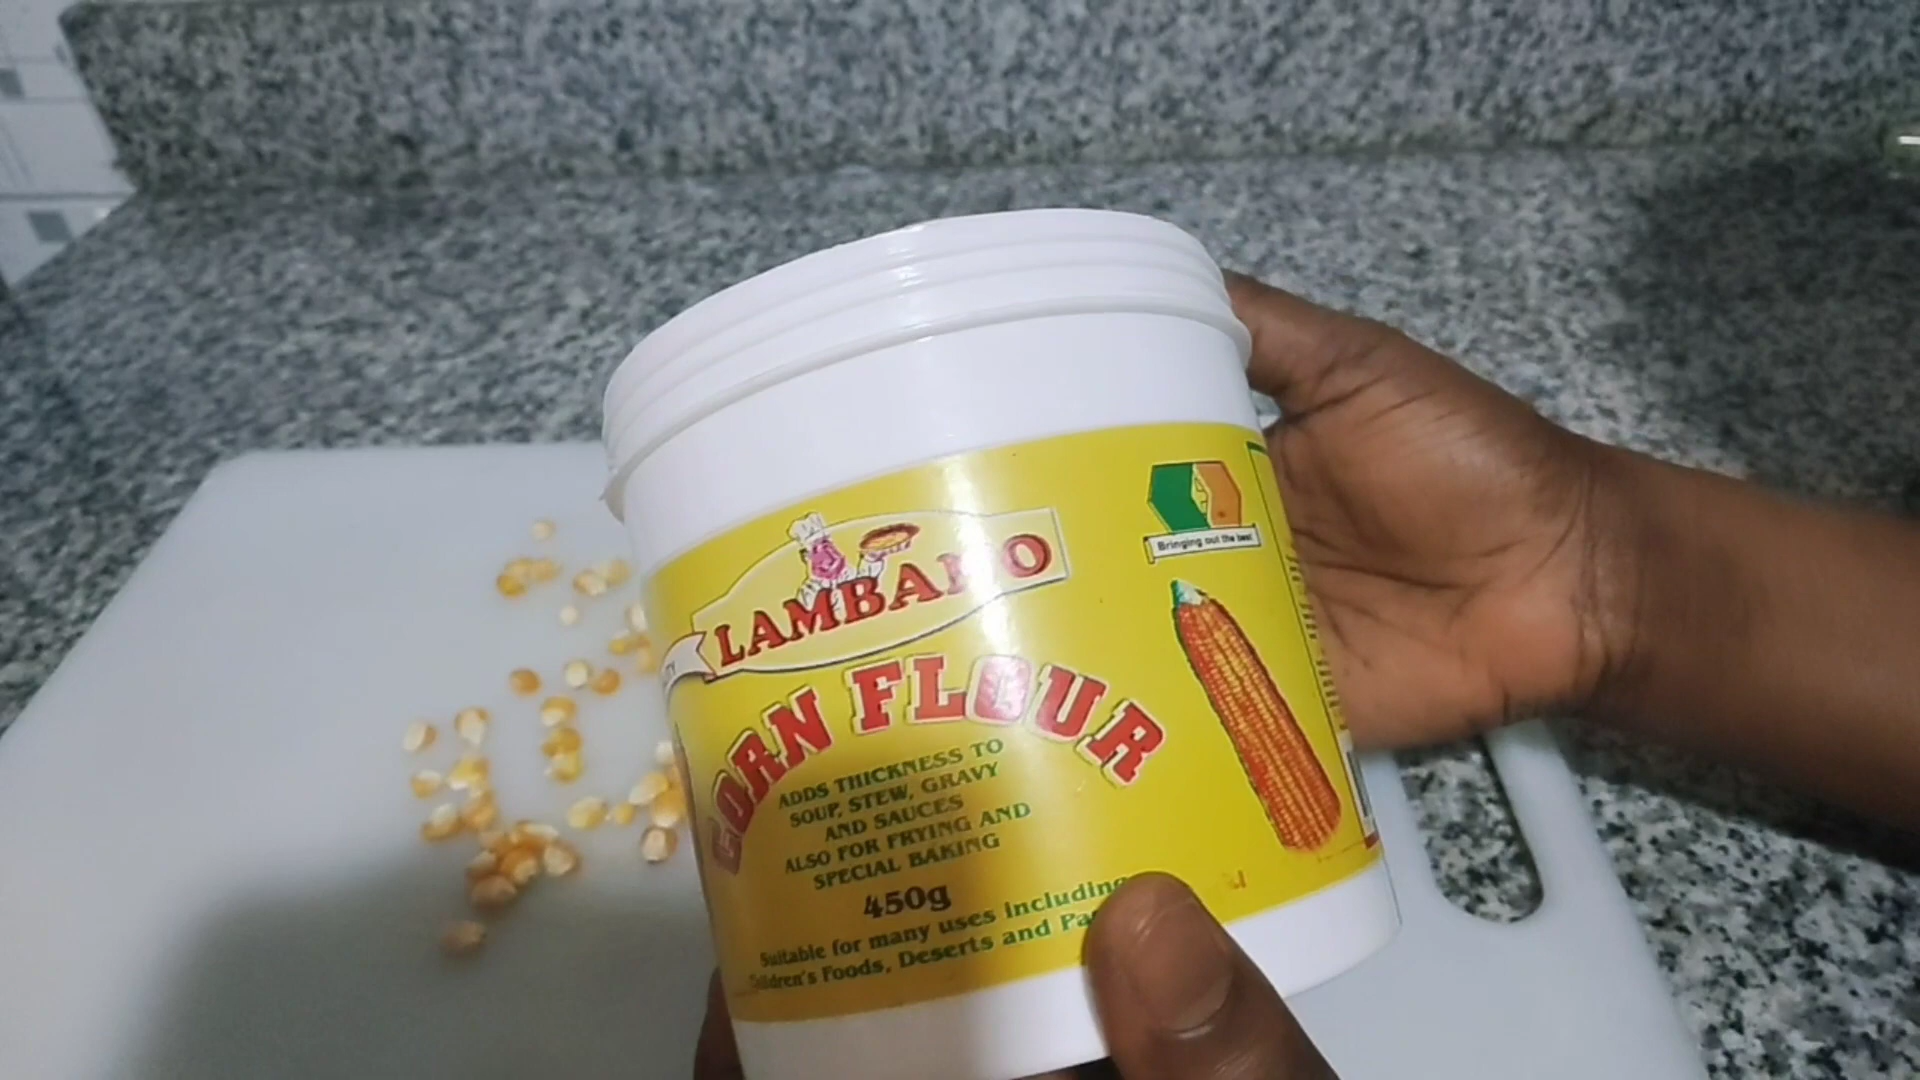 LAMBANO
CORN FLOUR
ADDS THICKNESS TO
SOUP, STEW, GRAVY
AND SAUCES
ALSO FOR FRYING AND
SPECIAL BAKING
450g
Suitable for many uses including
Children's Foods, Deserts and
Bringing out the best